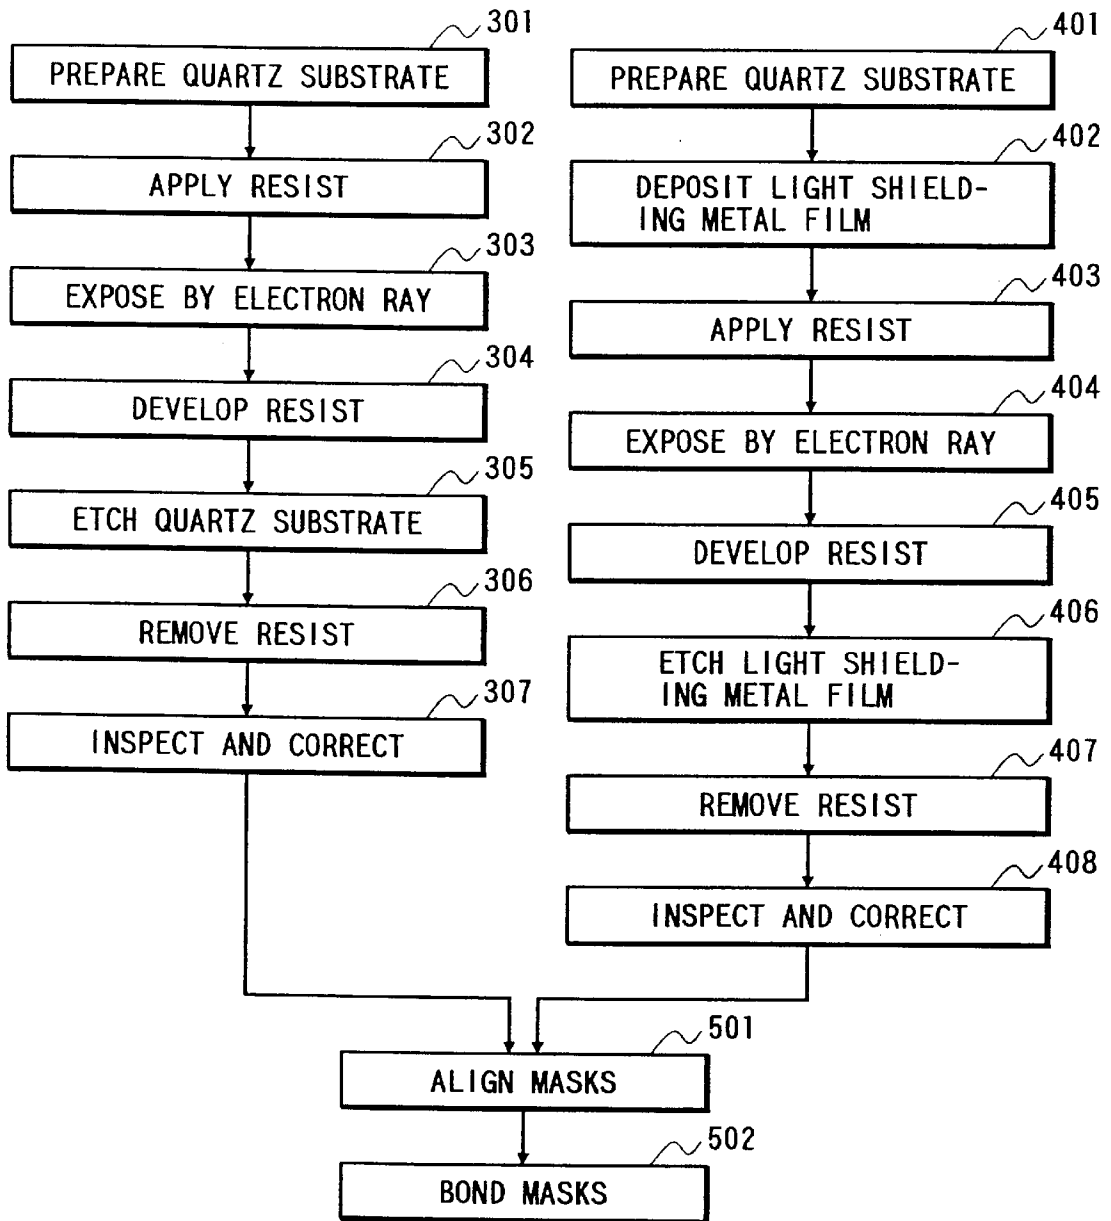 301
PREPARE QUARTZ SUBSTRATE
302
APPLY RESIST
303
EXPOSE BY ELECTRON RAY
304
DEVELOP RESIST
305
ETCH QUARTZ SUBSTRATE
306
REMOVE RESIST
307
INSPECT AND CORRECT
401
PREPARE QUARTZ SUBSTRATE
402
DEPOSIT LIGHT SHIELD-
ING METAL FILM
403
APPLY RESIST
404
EXPOSE BY ELECTRON RAY
405
DEVELOP RESIST
406
ETCH LIGHT SHIELD-
ING METAL FILM
407
REMOVE RESIST
408
INSPECT AND CORRECT
501
ALIGN MASKS
502
BOND MASKS